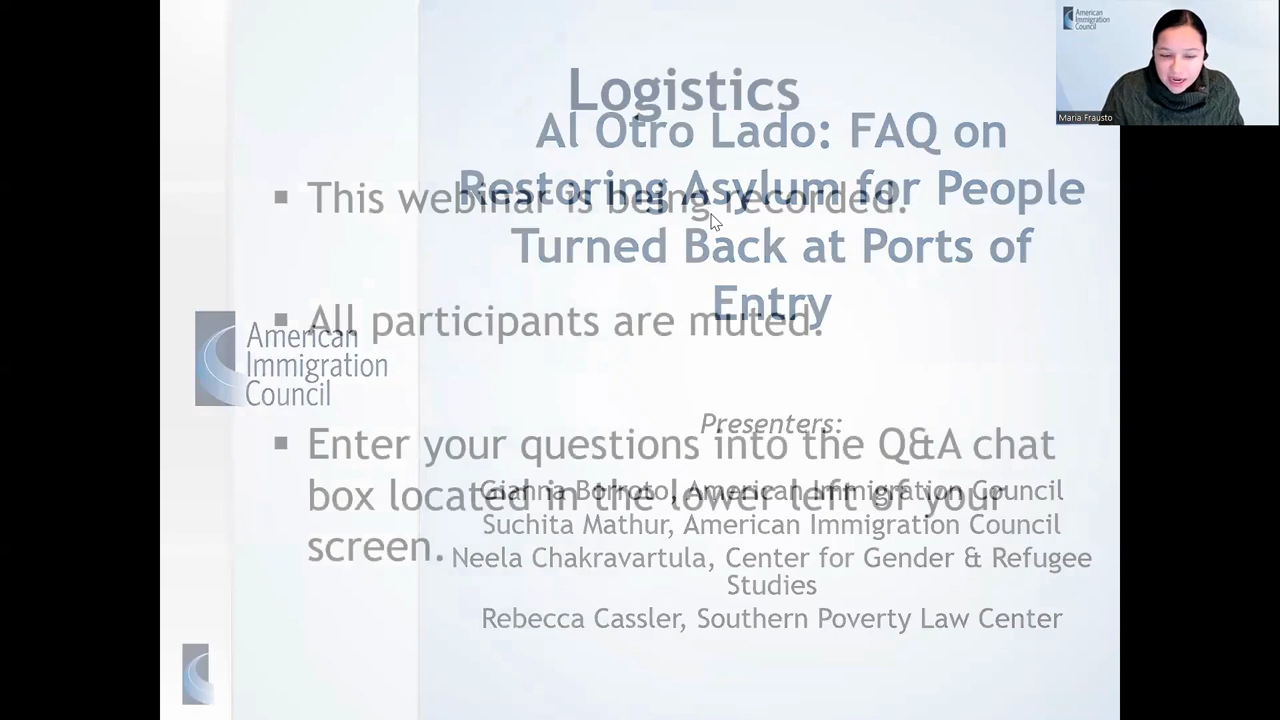 American
Immigration
Council
Maria Frausto
Logistics
This webinar is being recorded.
All participants are muted.
Enter your questions into the Q&A chat
box located in the lower left of your
screen.
Al Otro Lado: FAQ on
Restoring Asylum for People
Turned Back at Ports of
Entry
American
Immigration
Council
Presenters:
Gianna Borroto, American Immigration Council
Suchita Mathur, American Immigration Council
Neela Chakravartula, Center for Gender & Refugee
Studies
Rebecca Cassler, Southern Poverty Law Center